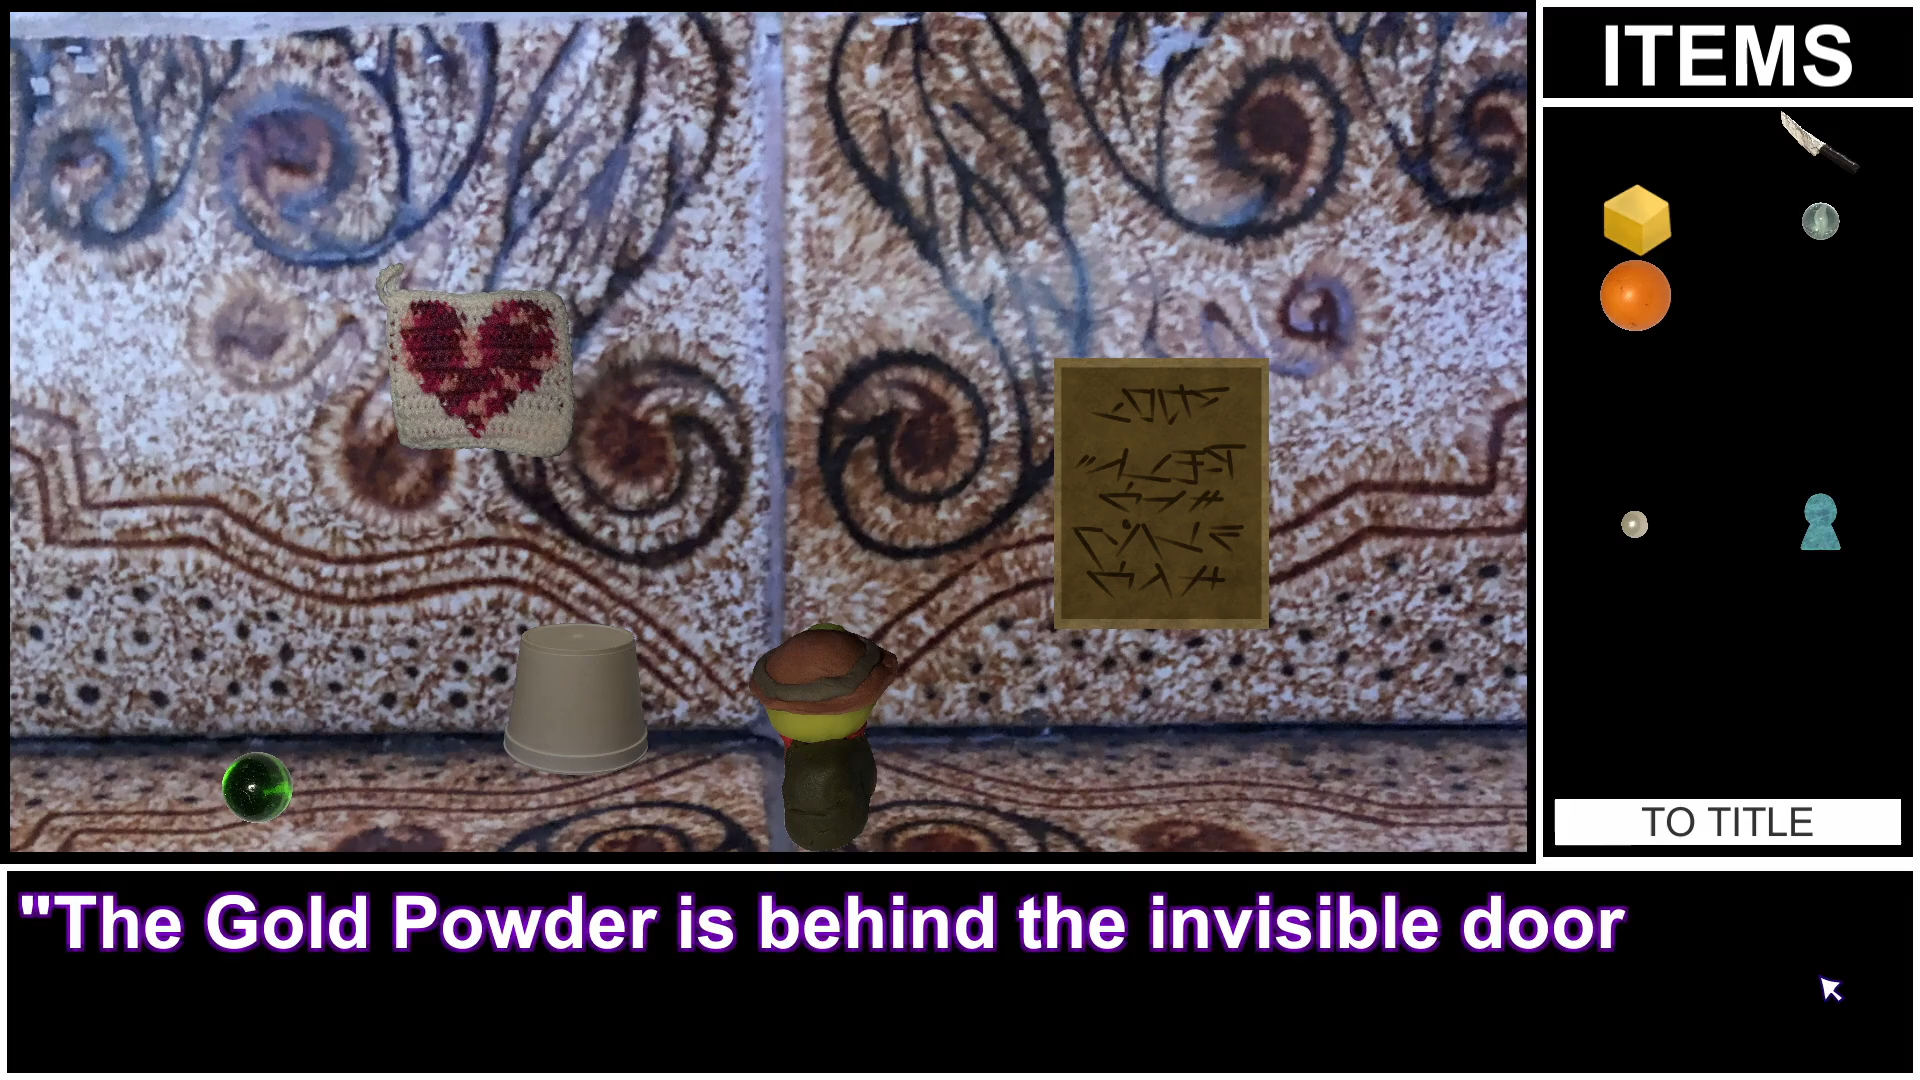 ITEMS
TO TITLE
"The Gold Powder is behind the invisible door